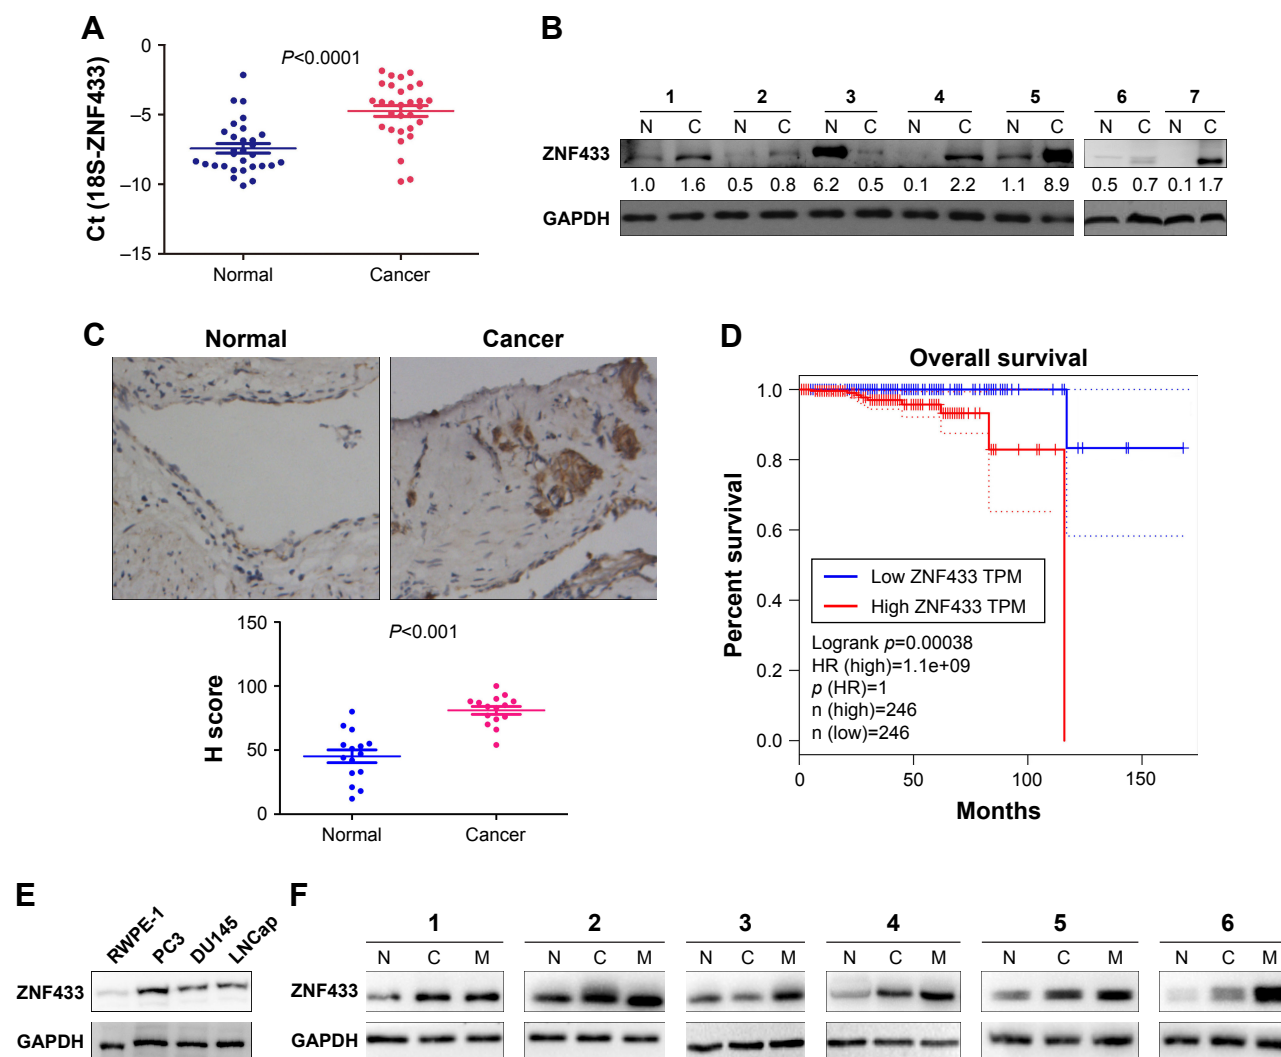 A
Ct (18S-ZNF433)
0
–5
–10
–15
P<0.0001
Normal Cancer
B
1 2 3 4 5 6 7
N C N C N C N C N C N C N C
ZNF433
1.0 1.6 0.5 0.8 6.2 0.5 0.1 2.2 1.1 8.9 0.5 0.7 0.1 1.7
GAPDH
C
Normal Cancer
H score
150
100
50
0
P<0.001
Normal Cancer
D
Overall survival
Percent survival
1.0
0.8
0.6
0.4
0.2
0.0
Low ZNF433 TPM
High ZNF433 TPM
Logrank p=0.00038
HR (high)=1.1e+09
p (HR)=1
n (high)=246
n (low)=246
0 50 100 150
Months
E
RWPE-1 PC3 DU145 LNCap
ZNF433
GAPDH
F
1 2 3 4 5 6
N C M N C M N C M N C M N C M N C M
ZNF433
GAPDH